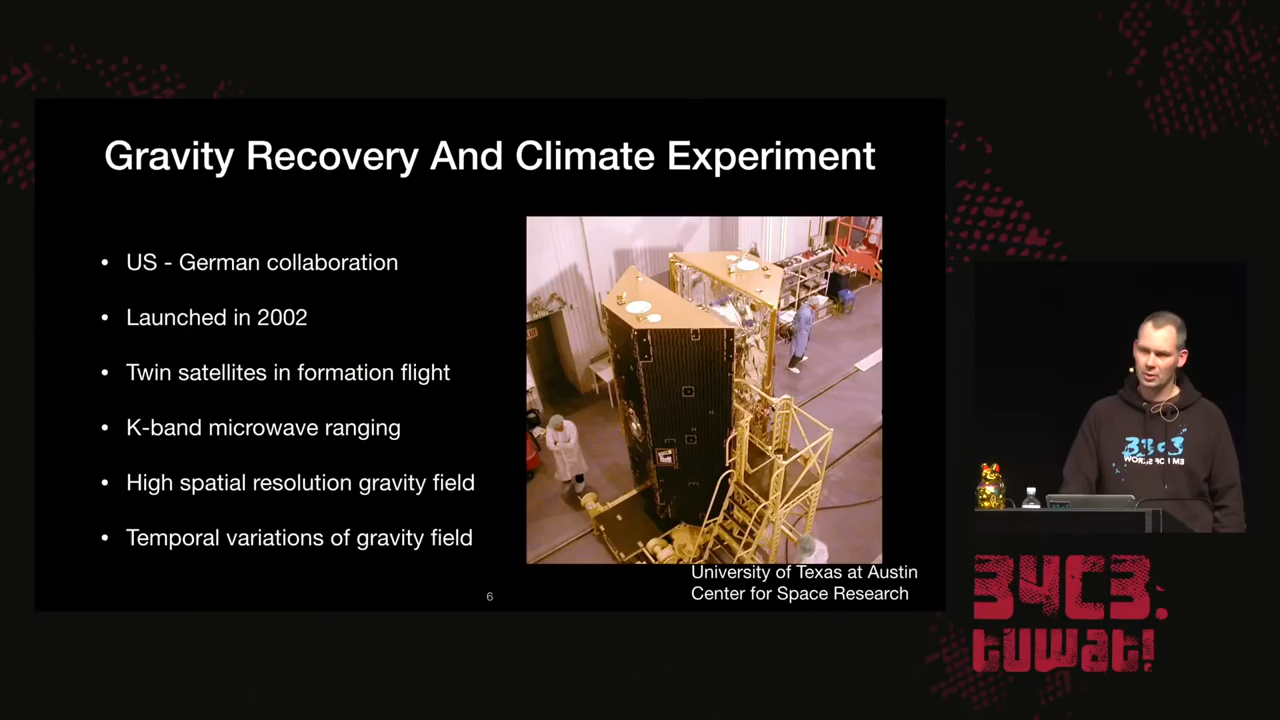 Gravity Recovery And Climate Experiment
• US - German collaboration
• Launched in 2002
• Twin satellites in formation flight
• K-band microwave ranging
• High spatial resolution gravity field
• Temporal variations of gravity field
University of Texas at Austin
Center for Space Research
6
33c3
34C3.
tuwat!